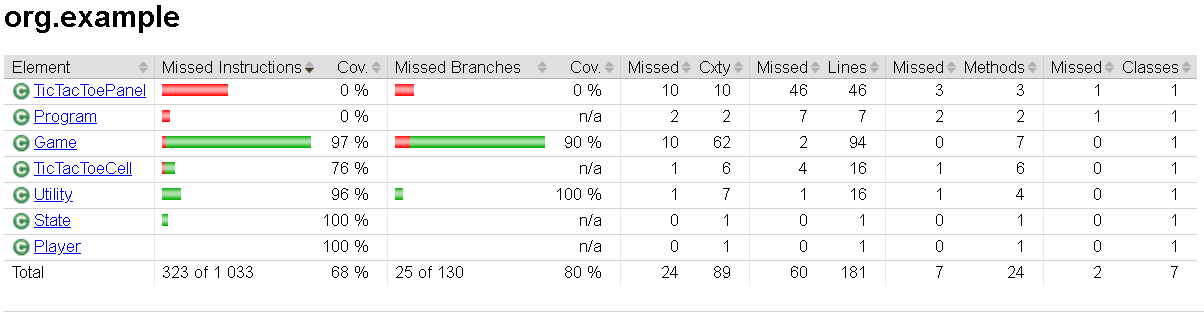 org.example
Element Missed Instructions Cov. Missed Branches Cov. Missed Cxty Missed Lines Missed Methods Missed Classes
C TicTacToePanel 0 % 0 % 10 10 46 46 3 3 1 1
C Program 0 % n/a 2 2 7 7 2 2 1 1
C Game 97 % 90 % 10 62 2 94 0 7 0 1
C TicTacToeCell 76 % n/a 1 6 4 16 1 6 0 1
C Utility 96 % 100 % 1 7 1 16 1 4 0 1
C State 100 % n/a 0 1 0 1 0 1 0 1
C Player 100 % n/a 0 1 0 1 0 1 0 1
Total 323 of 1 033 68 % 25 of 130 80 % 24 89 60 181 7 24 2 7